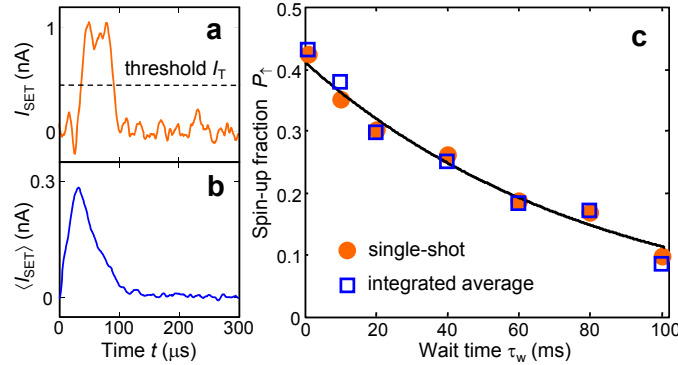 a
I_SET (nA)
1
0
threshold I_T
b
⟨I_SET⟩ (nA)
0.3
0
0 100 200 300
Time t (μs)
c
Spin-up fraction P↑
0.5
0.4
0.3
0.2
0.1
0
single-shot
integrated average
0 20 40 60 80 100
Wait time τ_w (ms)